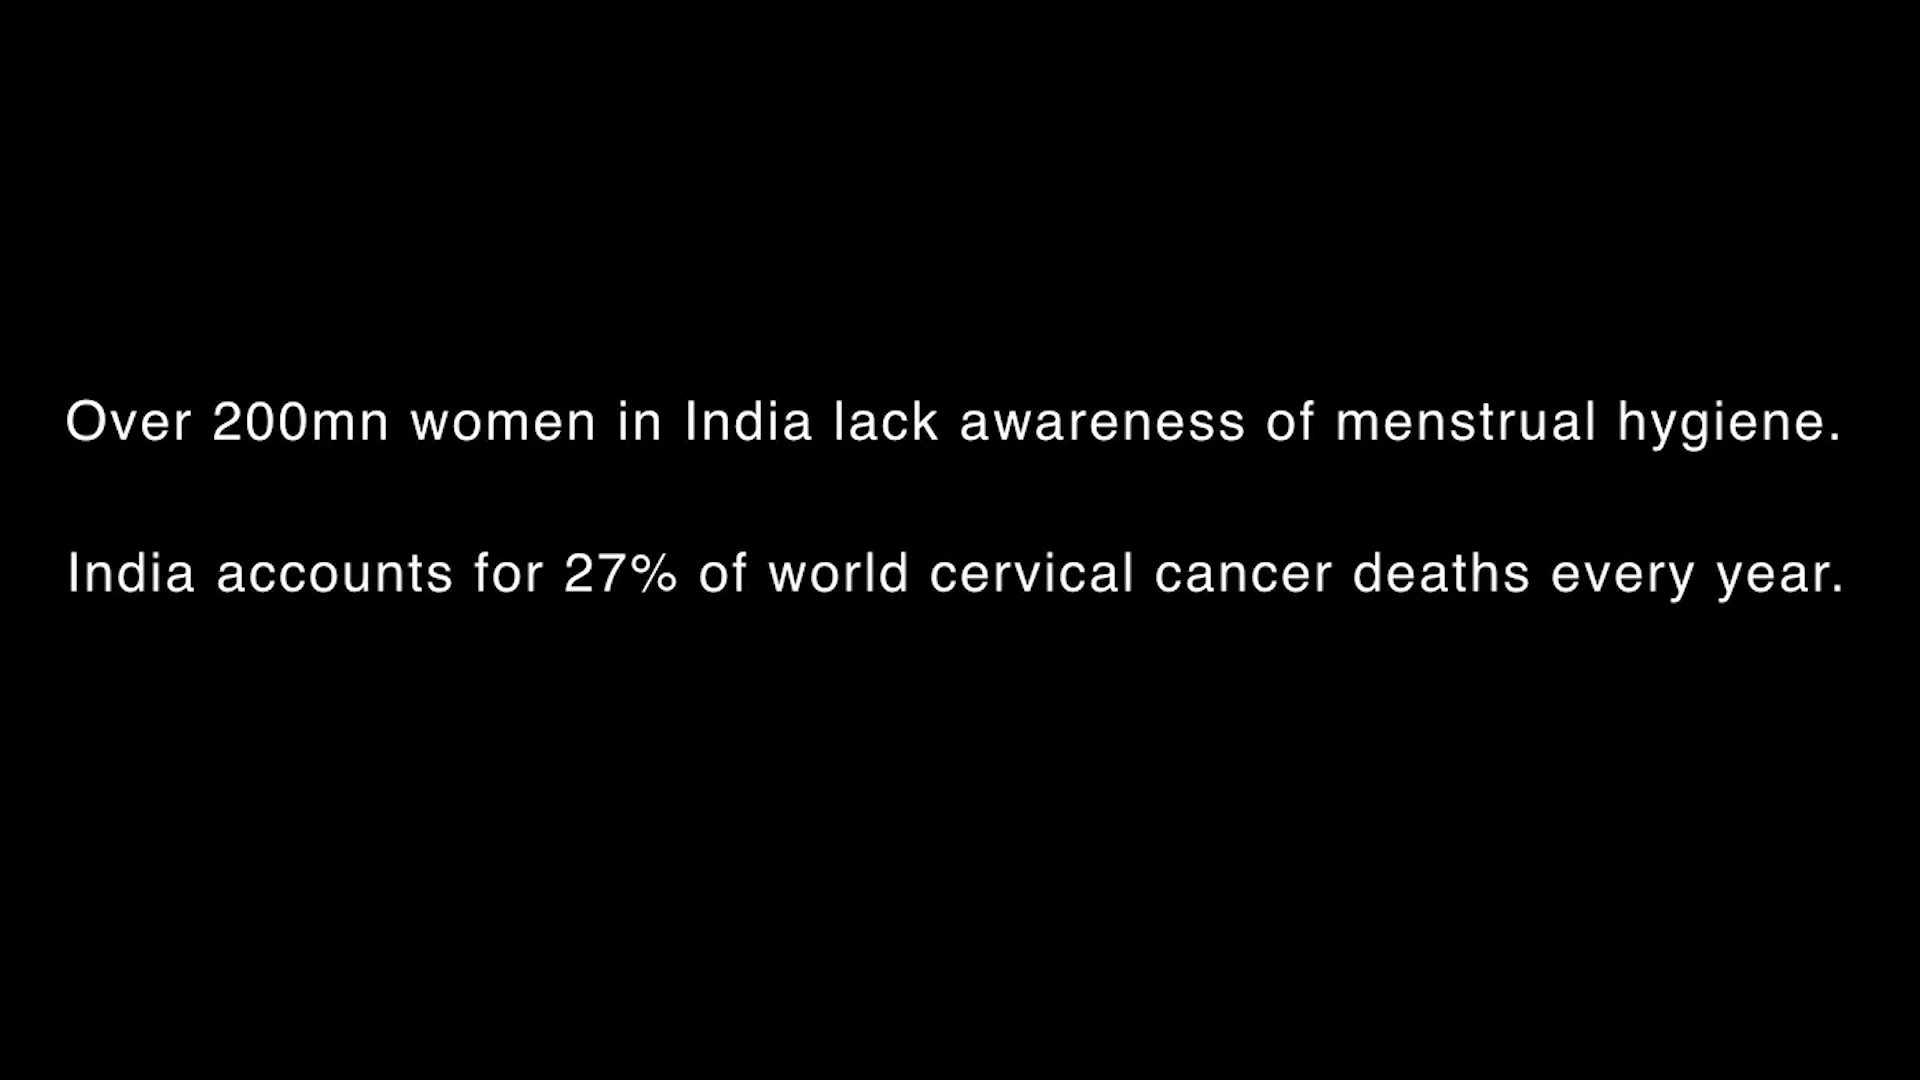 Over 200mn women in India lack awareness of menstrual hygiene.
India accounts for 27% of world cervical cancer deaths every year.